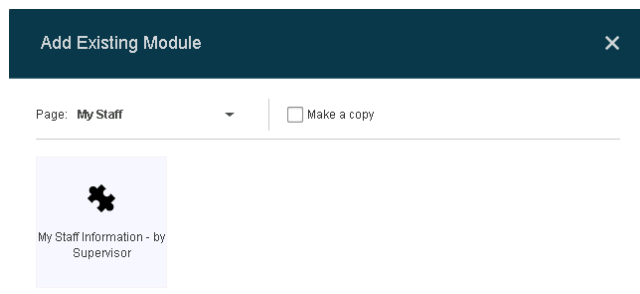 Add Existing Module
Page: My Staff
Make a copy
My Staff Information - by
Supervisor